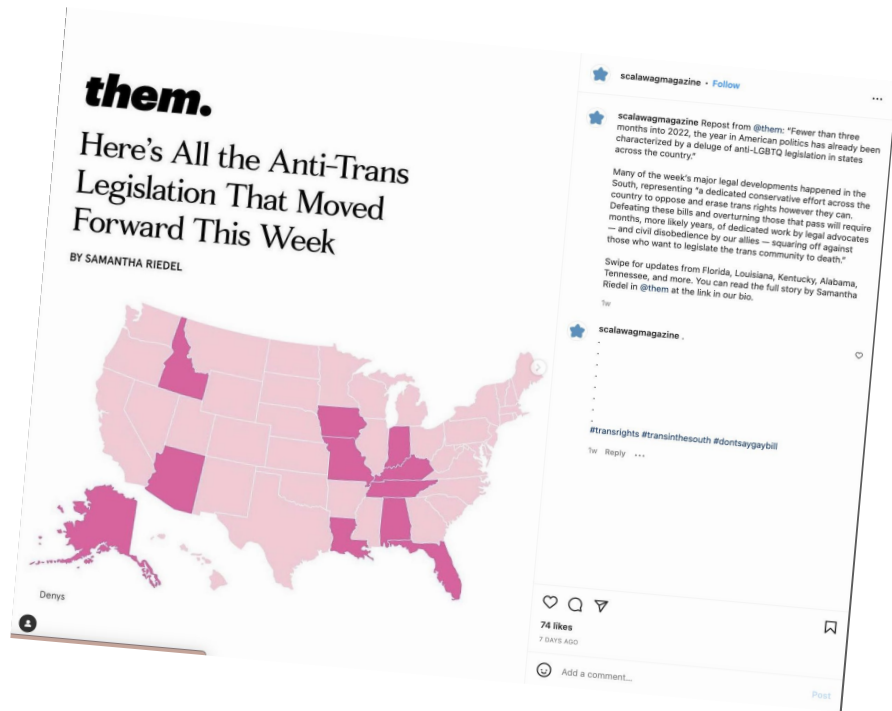 them.
Here's All the Anti-Trans
Legislation That Moved
Forward This Week
BY SAMANTHA RIEDEL
Denys
scalawagmagazine • Follow
scalawagmagazine Repost from @them: "Fewer than three
months into 2022, the year in American politics has already been
characterized by a deluge of anti-LGBTQ legislation in states
across the country."
Many of the week's major legal developments happened in the
South, representing "a dedicated conservative effort across the
country to oppose and erase trans rights however they can.
Defeating these bills and overturning those that pass will require
months, more likely years, of dedicated work by legal advocates
— and civil disobedience by our allies — squaring off against
those who want to legislate the trans community to death."
Swipe for updates from Florida, Louisiana, Kentucky, Alabama,
Tennessee, and more. You can read the full story by Samantha
Riedel in @them at the link in our bio.
1w
scalawagmagazine .
.
.
.
.
.
.
.
#transrights #transinthesouth #dontsaygaybill
1w Reply ...
74 likes
7 DAYS AGO
Add a comment...
Post